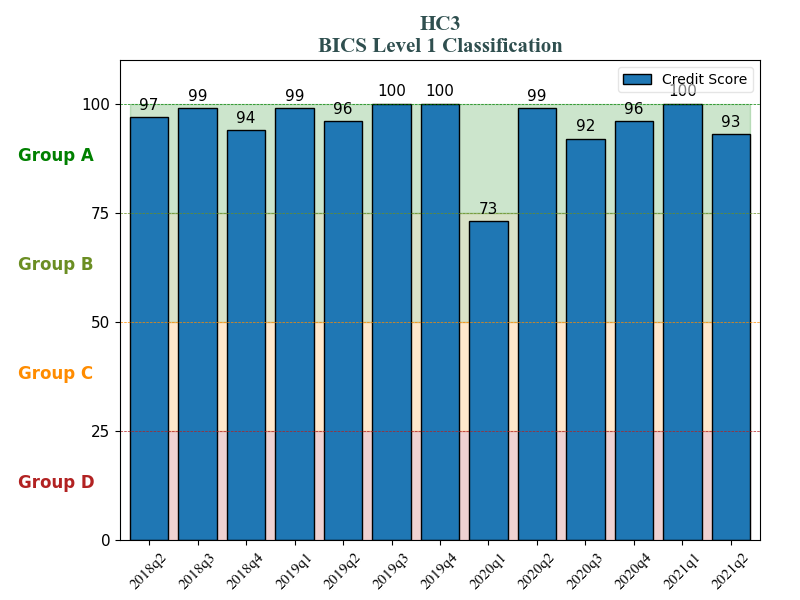 HC3
BICS Level 1 Classification
Credit Score
97 99 94 99 96 100 100 73 99 92 96 100 93
100
Group A
75
Group B
50
Group C
25
Group D
0
2018q2 2018q3 2018q4 2019q1 2019q2 2019q3 2019q4 2020q1 2020q2 2020q3 2020q4 2021q1 2021q2